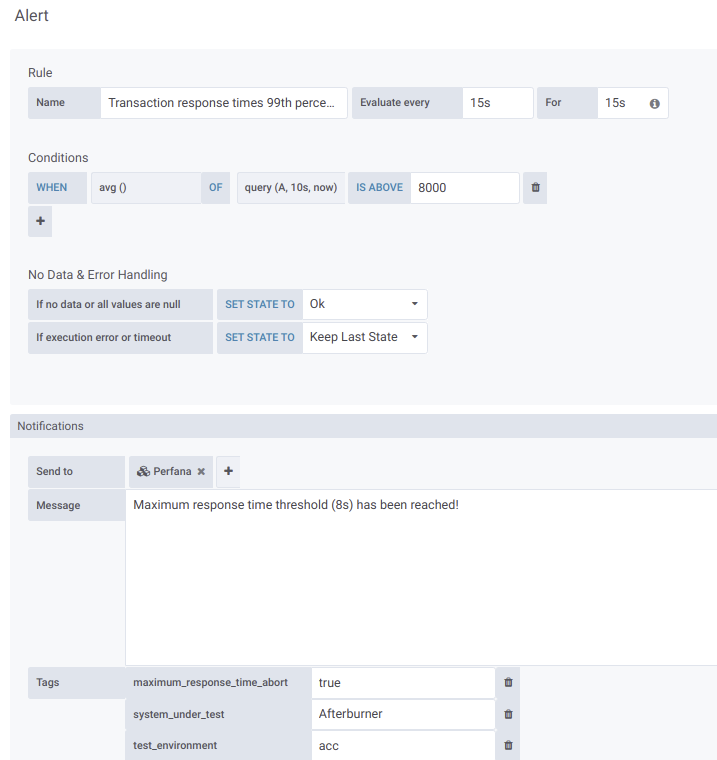 Alert
Rule
Name Transaction response times 99th perce... Evaluate every 15s For 15s
Conditions
WHEN avg () OF query (A, 10s, now) IS ABOVE 8000
+
No Data & Error Handling
If no data or all values are null SET STATE TO Ok
If execution error or timeout SET STATE TO Keep Last State
Notifications
Send to Perfana × +
Message Maximum response time threshold (8s) has been reached!
Tags maximum_response_time_abort true
system_under_test Afterburner
test_environment acc